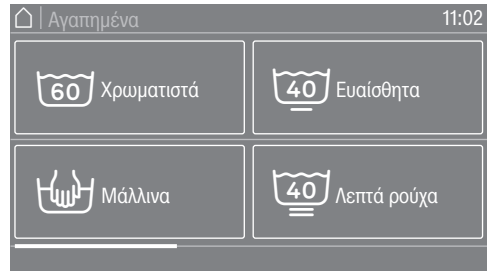 Αγαπημένα 11:02
60 Χρωματιστά
40 Ευαίσθητα
Μάλλινα
40 Λεπτά ρούχα